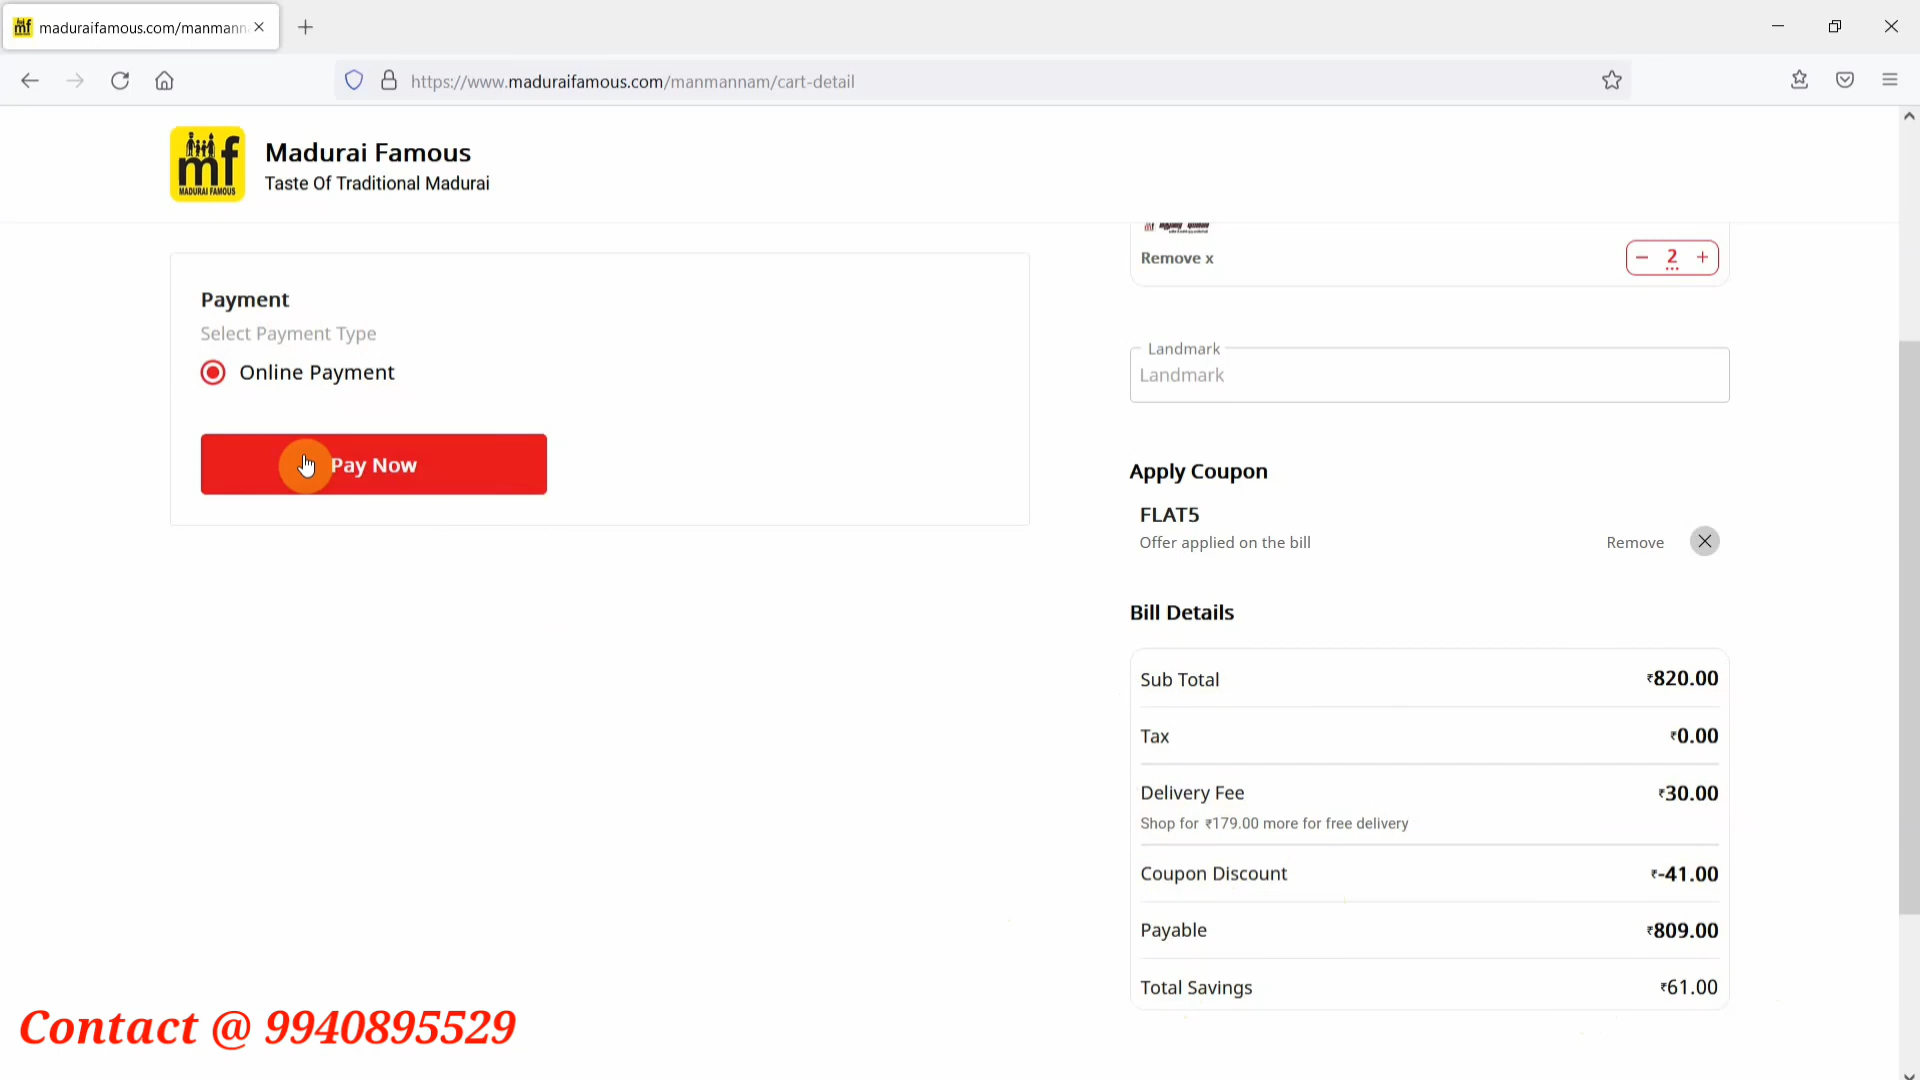 maduraifamous.com/manmann
https://www.maduraifamous.com/manmannam/cart-detail
mf
MADURAI FAMOUS
Madurai Famous
Taste Of Traditional Madurai
Payment
Select Payment Type
Online Payment
Pay Now
Remove x
− 2 +
Landmark
Landmark
Apply Coupon
FLAT5
Offer applied on the bill
Remove
Bill Details
Sub Total ₹820.00
Tax ₹0.00
Delivery Fee ₹30.00
Shop for ₹179.00 more for free delivery
Coupon Discount ₹-41.00
Payable ₹809.00
Total Savings ₹61.00
Contact @ 9940895529